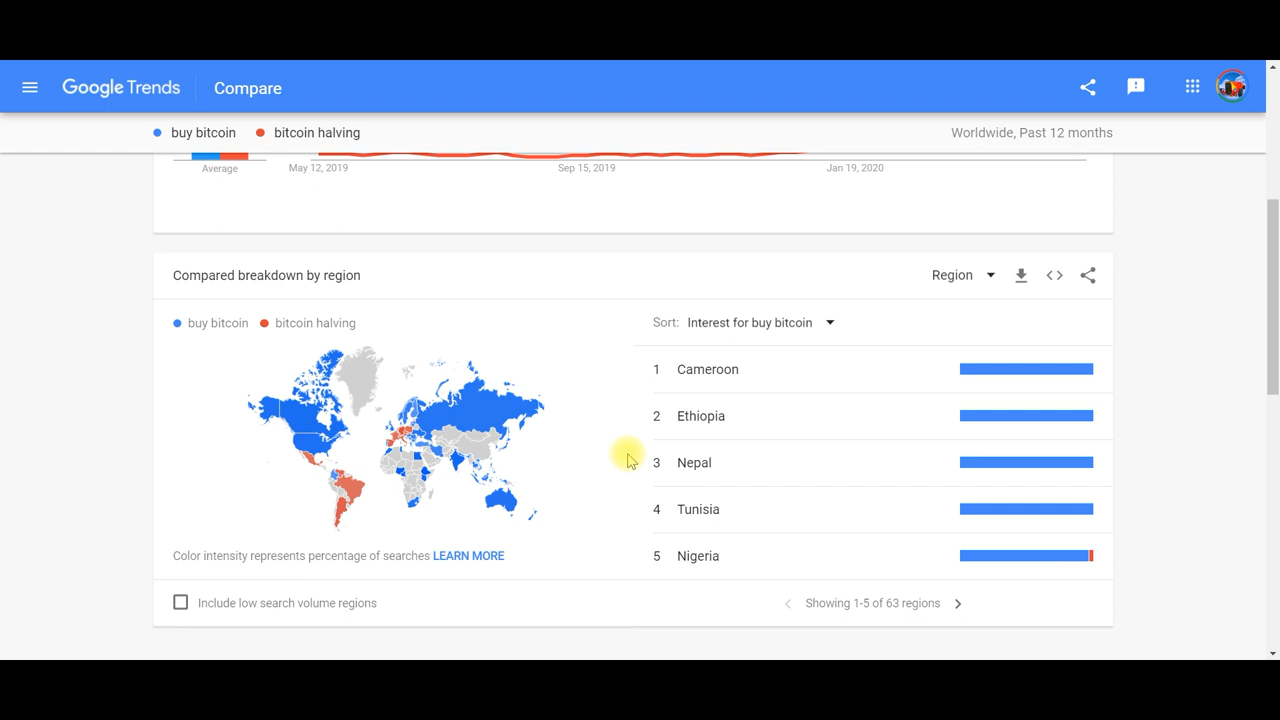 Google Trends Compare
buy bitcoin bitcoin halving Worldwide, Past 12 months
Average May 12, 2019 Sep 15, 2019 Jan 19, 2020
Compared breakdown by region Region
buy bitcoin bitcoin halving Sort: Interest for buy bitcoin
1 Cameroon
2 Ethiopia
3 Nepal
4 Tunisia
5 Nigeria
Color intensity represents percentage of searches LEARN MORE
Include low search volume regions Showing 1-5 of 63 regions